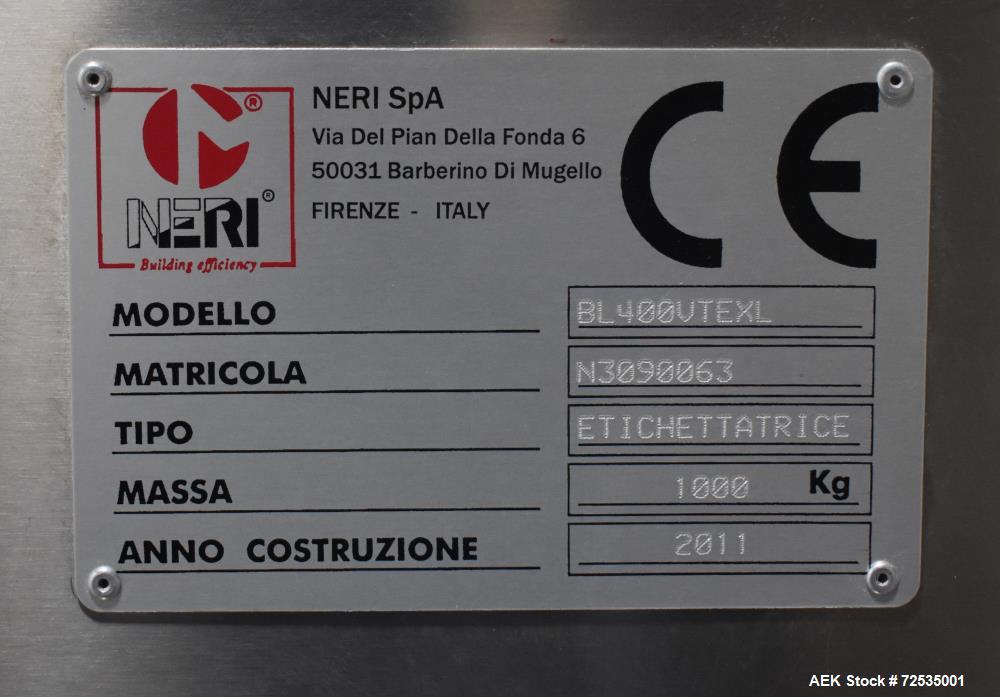 NERI®
Building efficiency
NERI SpA
Via Del Pian Della Fonda 6
50031 Barberino Di Mugello
FIRENZE - ITALY
CE
MODELLO BL400VTEXL
MATRICOLA N3090063
TIPO ETICHETTATRICE
MASSA 1000 Kg
ANNO COSTRUZIONE 2011
AEK Stock # 72535001